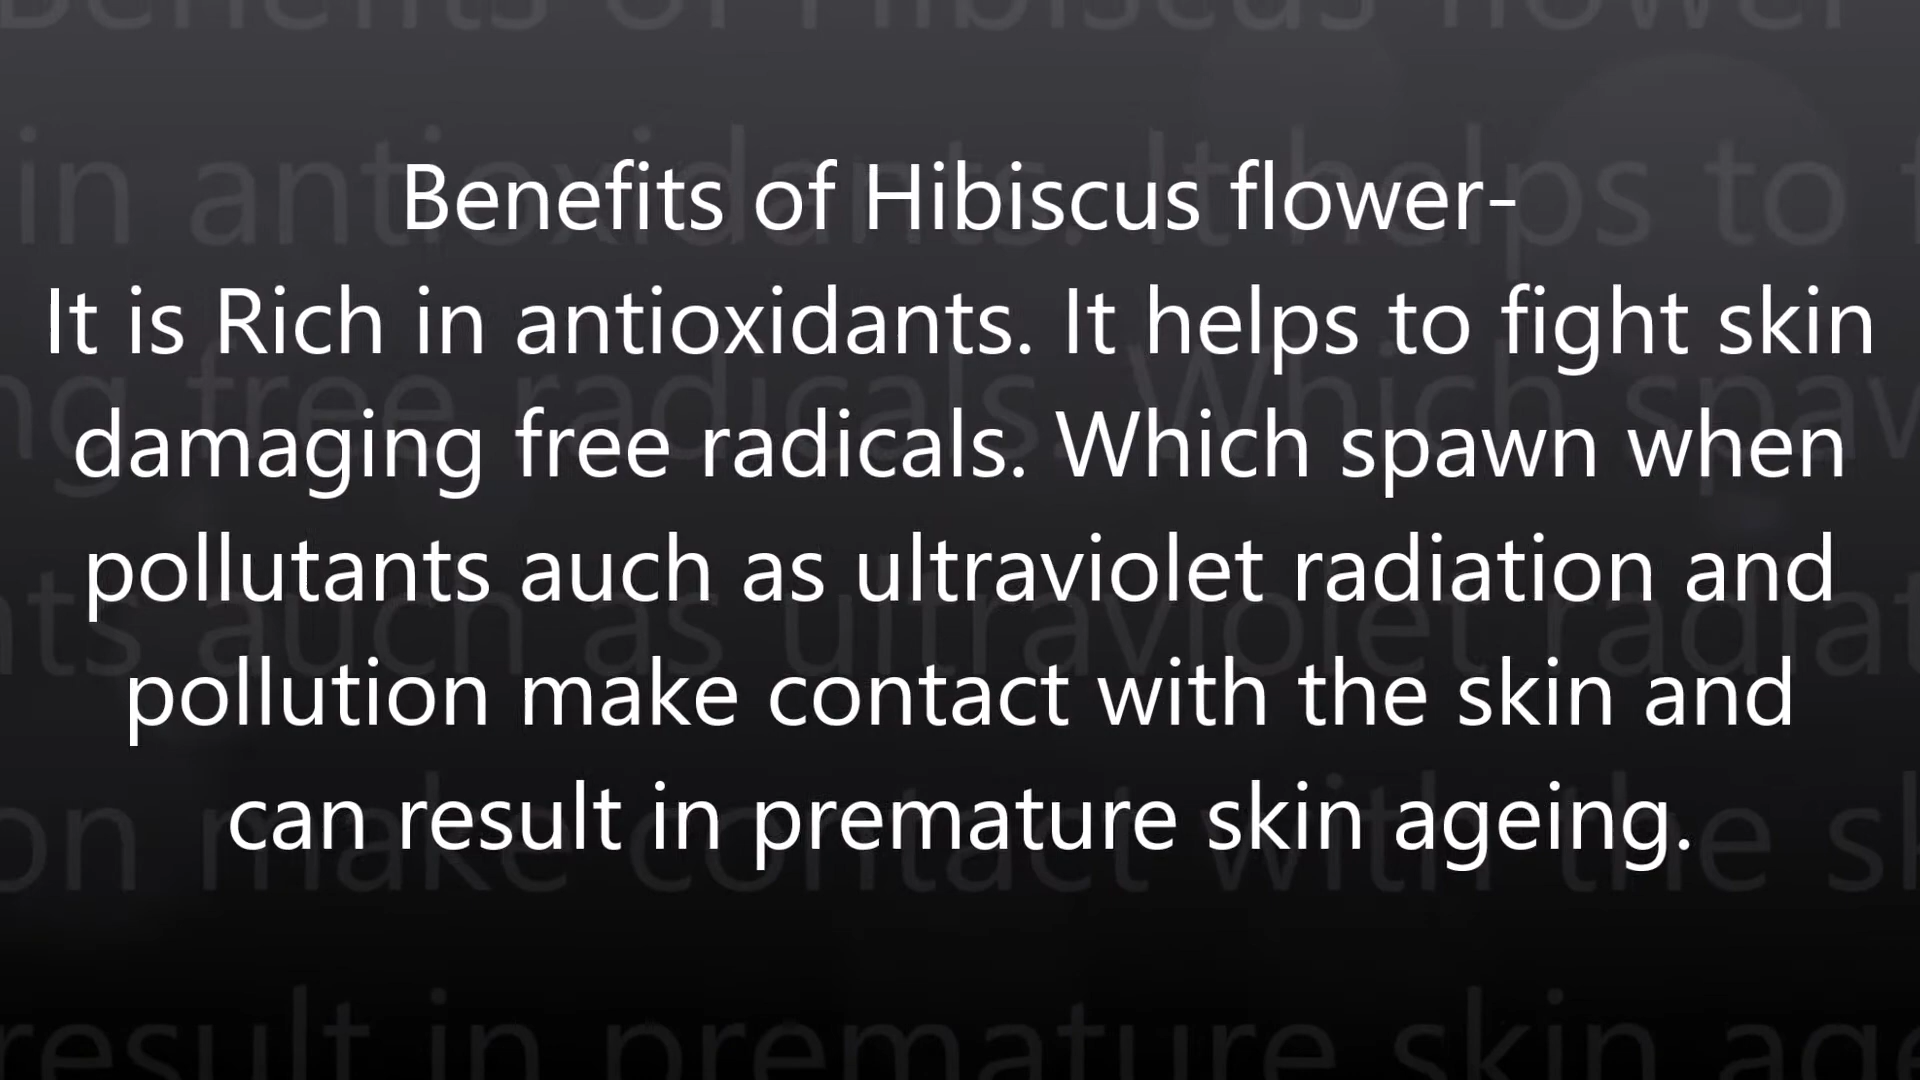 Benefits of Hibiscus flower-
It is Rich in antioxidants. It helps to fight skin
damaging free radicals. Which spawn when
pollutants auch as ultraviolet radiation and
pollution make contact with the skin and
can result in premature skin ageing.